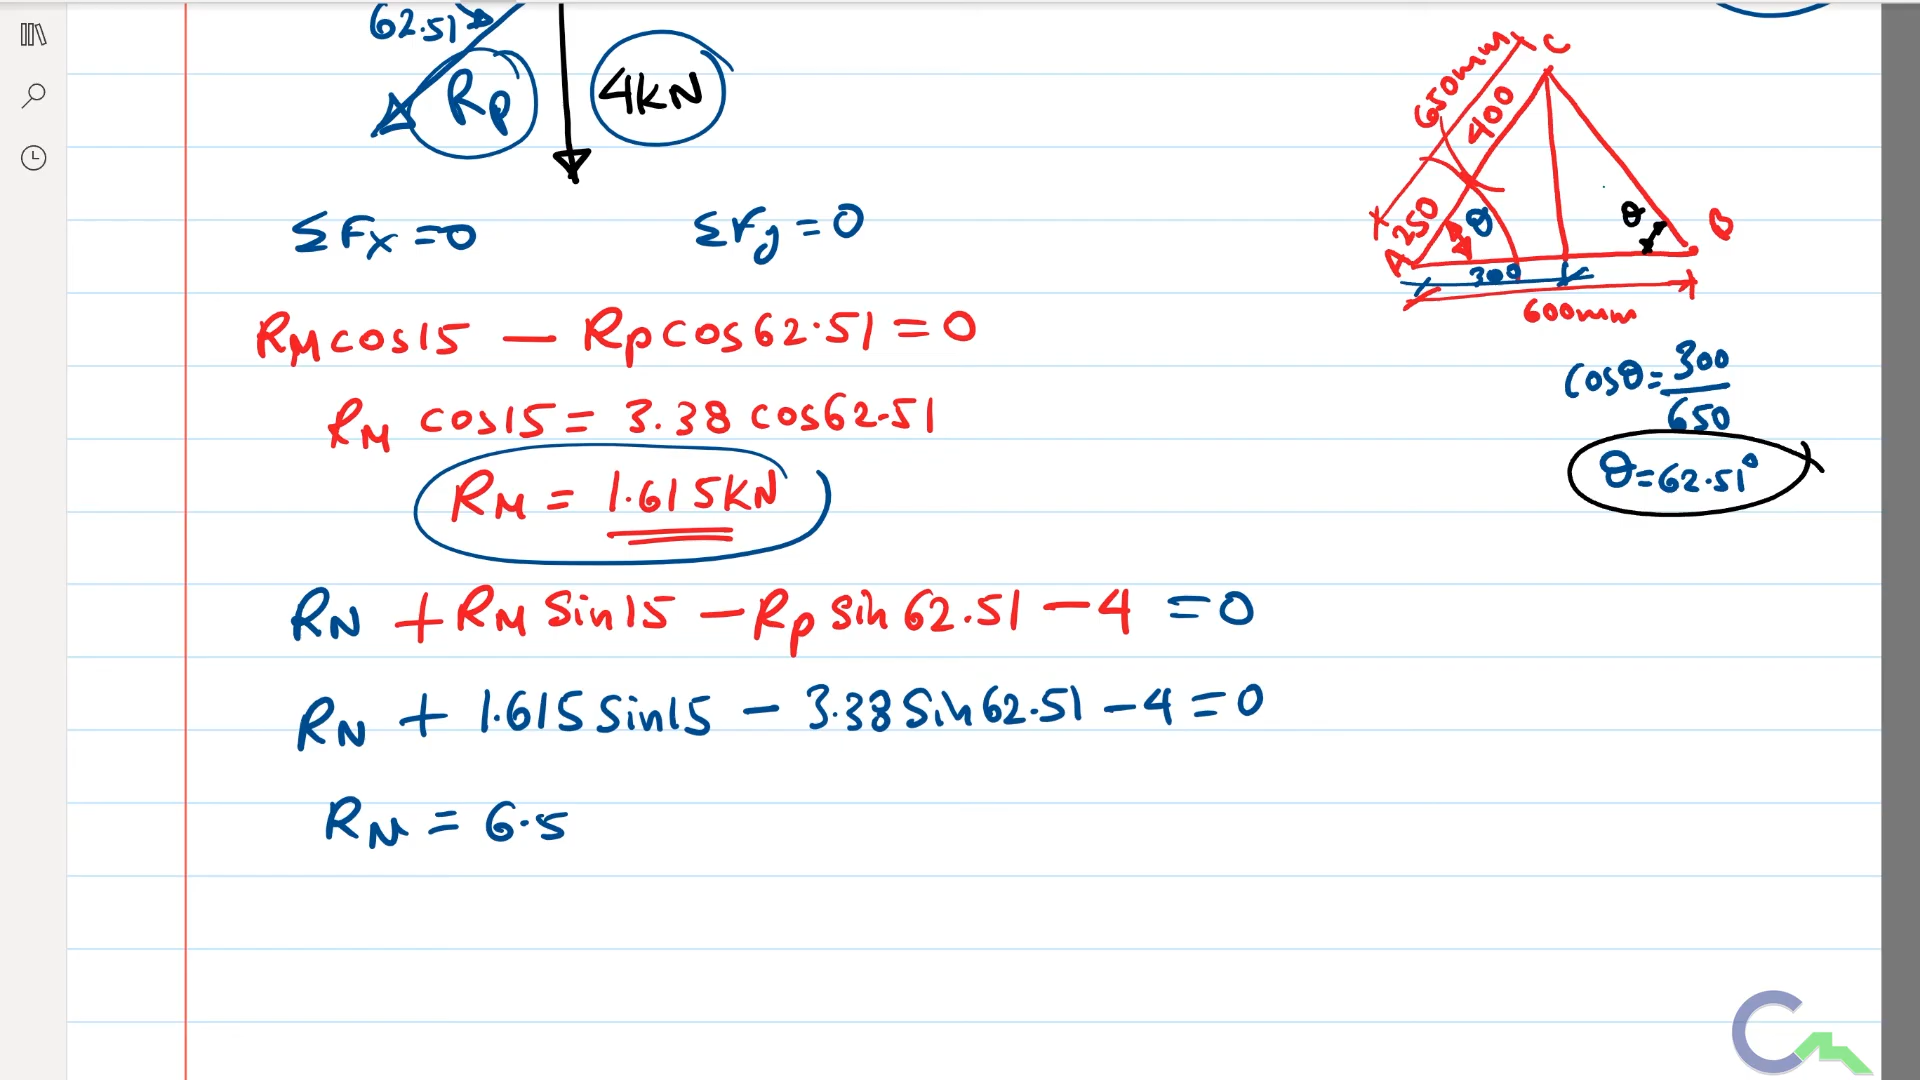 62.51
Rp
4KN
ΣFx=0
ΣFy=0
RM cos15 — Rp cos62.51=0
RM cos15= 3.38 cos62.51
RM = 1.615KN
RN + RM Sin15 — Rp Sin 62.51 — 4 =0
RN + 1.615 Sin15 — 3.38 Sin 62.51 — 4 =0
RN = 6.5
650mm
C
400
250
θ
θ
B
A
300
600mm
Cosθ= 300
650
θ=62.51°